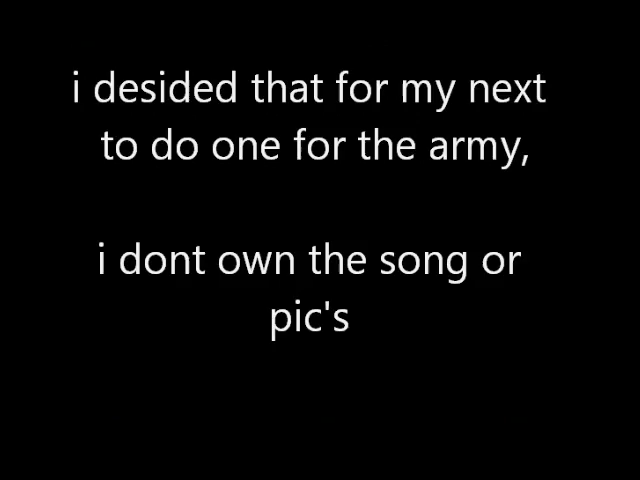 i desided that for my next
to do one for the army,
i dont own the song or
pic's